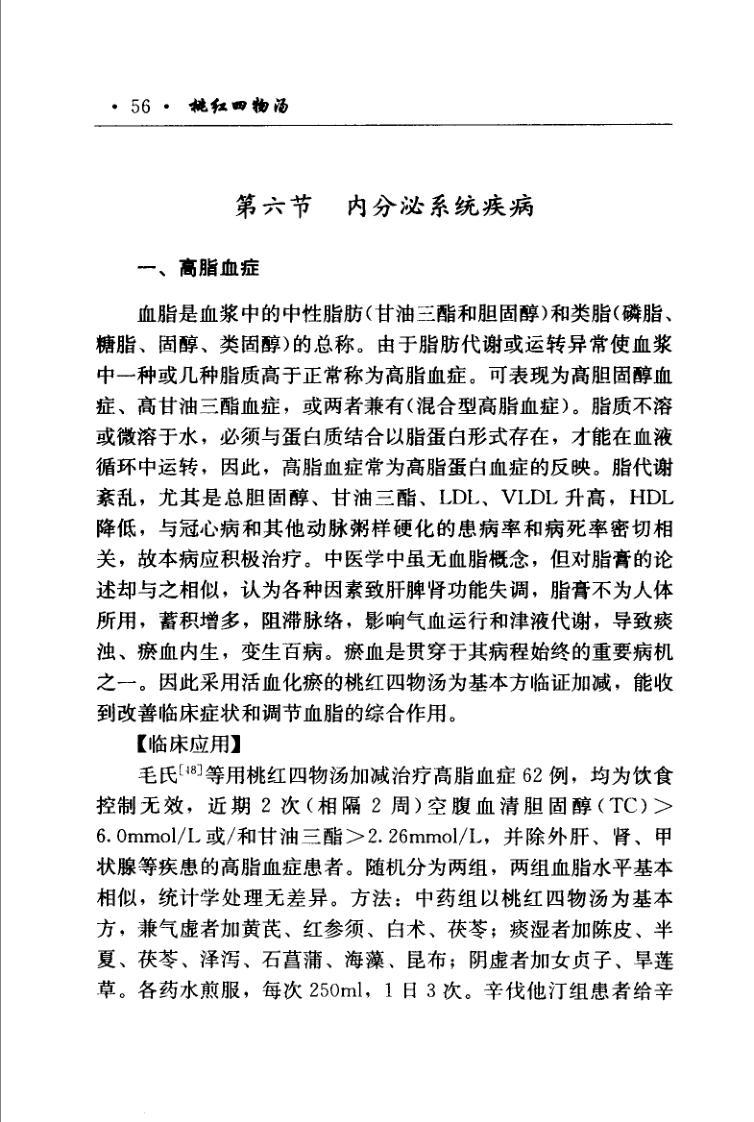 · 56 · 桃红四物汤
第六节 内分泌系统疾病
一、高脂血症
血脂是血浆中的中性脂肪(甘油三酯和胆固醇)和类脂(磷脂、
糖脂、固醇、类固醇)的总称。由于脂肪代谢或运转异常使血浆
中一种或几种脂质高于正常称为高脂血症。可表现为高胆固醇血
症、高甘油三酯血症，或两者兼有(混合型高脂血症)。脂质不溶
或微溶于水，必须与蛋白质结合以脂蛋白形式存在，才能在血液
循环中运转，因此，高脂血症常为高脂蛋白血症的反映。脂代谢
紊乱，尤其是总胆固醇、甘油三酯、LDL、VLDL 升高，HDL
降低，与冠心病和其他动脉粥样硬化的患病率和病死率密切相
关，故本病应积极治疗。中医学中虽无血脂概念，但对脂膏的论
述却与之相似，认为各种因素致肝脾肾功能失调，脂膏不为人体
所用，蓄积增多，阻滞脉络，影响气血运行和津液代谢，导致痰
浊、瘀血内生，变生百病。瘀血是贯穿于其病程始终的重要病机
之一。因此采用活血化瘀的桃红四物汤为基本方临证加减，能收
到改善临床症状和调节血脂的综合作用。
【临床应用】
毛氏[48]等用桃红四物汤加减治疗高脂血症 62 例，均为饮食
控制无效，近期 2 次(相隔 2 周)空腹血清胆固醇(TC)＞
6.0mmol/L 或/和甘油三酯＞2.26mmol/L，并除外肝、肾、甲
状腺等疾患的高脂血症患者。随机分为两组，两组血脂水平基本
相似，统计学处理无差异。方法：中药组以桃红四物汤为基本
方，兼气虚者加黄芪、红参须、白术、茯苓；痰湿者加陈皮、半
夏、茯苓、泽泻、石菖蒲、海藻、昆布；阴虚者加女贞子、旱莲
草。各药水煎服，每次 250ml，1 日 3 次。辛伐他汀组患者给辛